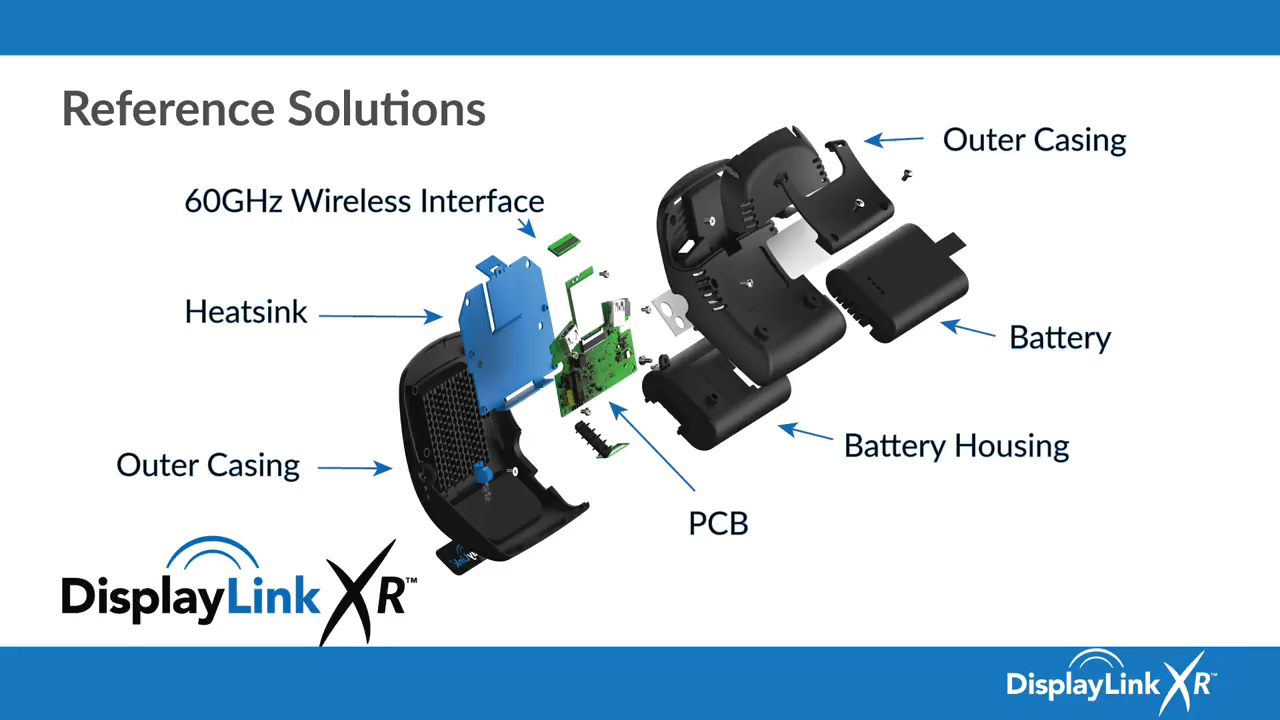 Reference Solutions
Outer Casing
60GHz Wireless Interface
Heatsink
Battery
Battery Housing
Outer Casing
PCB
DisplayLink XR™
DisplayLink XR™